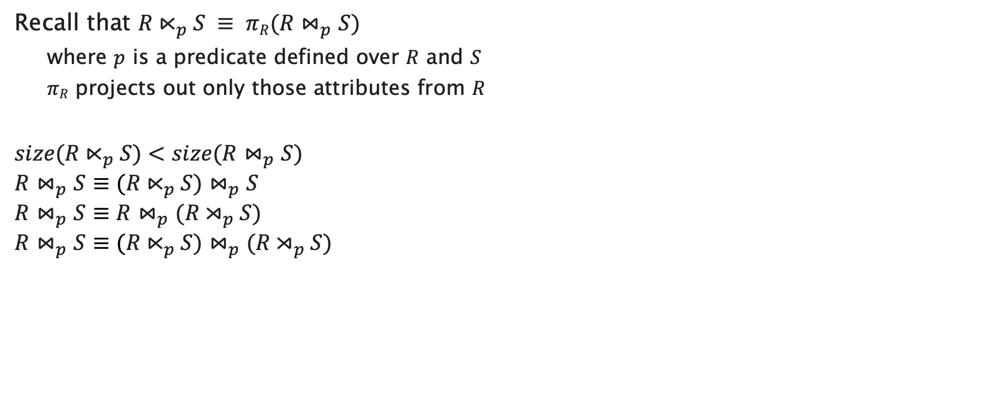 Recall that R ⋉p S ≡ πR(R ⋈p S)
where p is a predicate defined over R and S
πR projects out only those attributes from R
size(R ⋉p S) < size(R ⋈p S)
R ⋈p S ≡ (R ⋉p S) ⋈p S
R ⋈p S ≡ R ⋈p (R ⋊p S)
R ⋈p S ≡ (R ⋉p S) ⋈p (R ⋊p S)